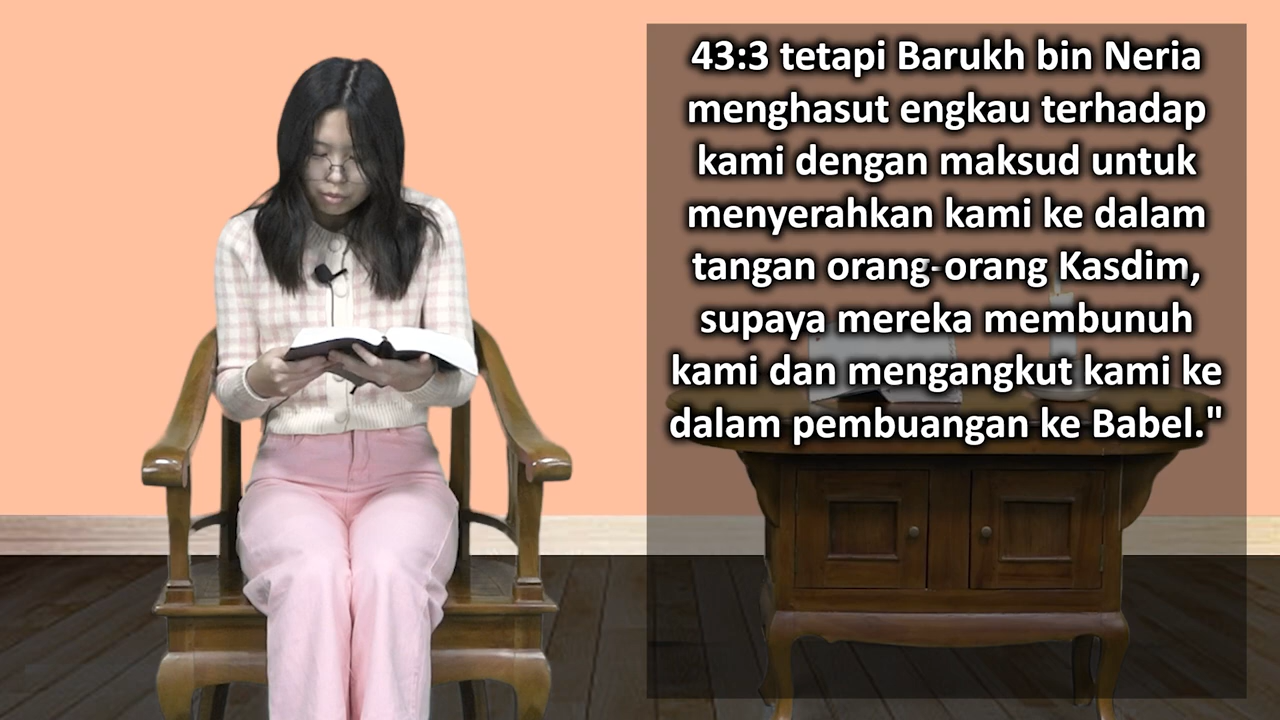 43:3 tetapi Barukh bin Neria
menghasut engkau terhadap
kami dengan maksud untuk
menyerahkan kami ke dalam
tangan orang-orang Kasdim,
supaya mereka membunuh
kami dan mengangkut kami ke
dalam pembuangan ke Babel."